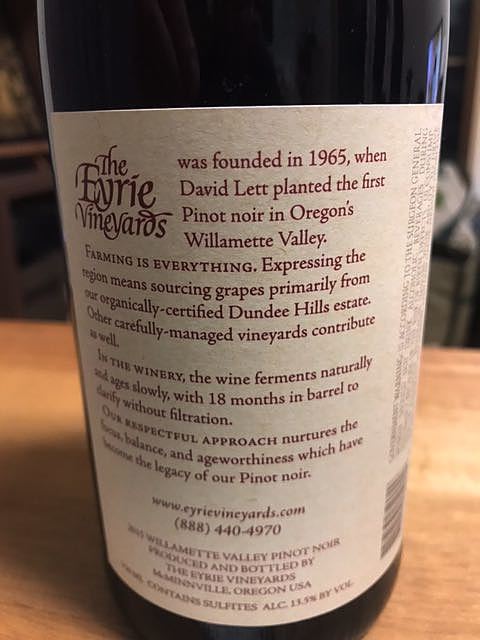 The
Eyrie
Vineyards
was founded in 1965, when
David Lett planted the first
Pinot noir in Oregon's
Willamette Valley.
FARMING IS EVERYTHING. Expressing the
region means sourcing grapes primarily from
our organically-certified Dundee Hills estate.
Other carefully-managed vineyards contribute
as well.
IN THE WINERY, the wine ferments naturally
and ages slowly, with 18 months in barrel to
clarify without filtration.
OUR RESPECTFUL APPROACH nurtures the
focus, balance, and ageworthiness which have
become the legacy of our Pinot noir.
www.eyrievineyards.com
(888) 440-4970
2015 WILLAMETTE VALLEY PINOT NOIR
PRODUCED AND BOTTLED BY
THE EYRIE VINEYARDS
McMINNVILLE, OREGON USA
CONTAINS SULFITES ALC. 13.5% BY VOL
GOVERNMENT WARNING: ACCORDING TO THE SURGEON GENERAL